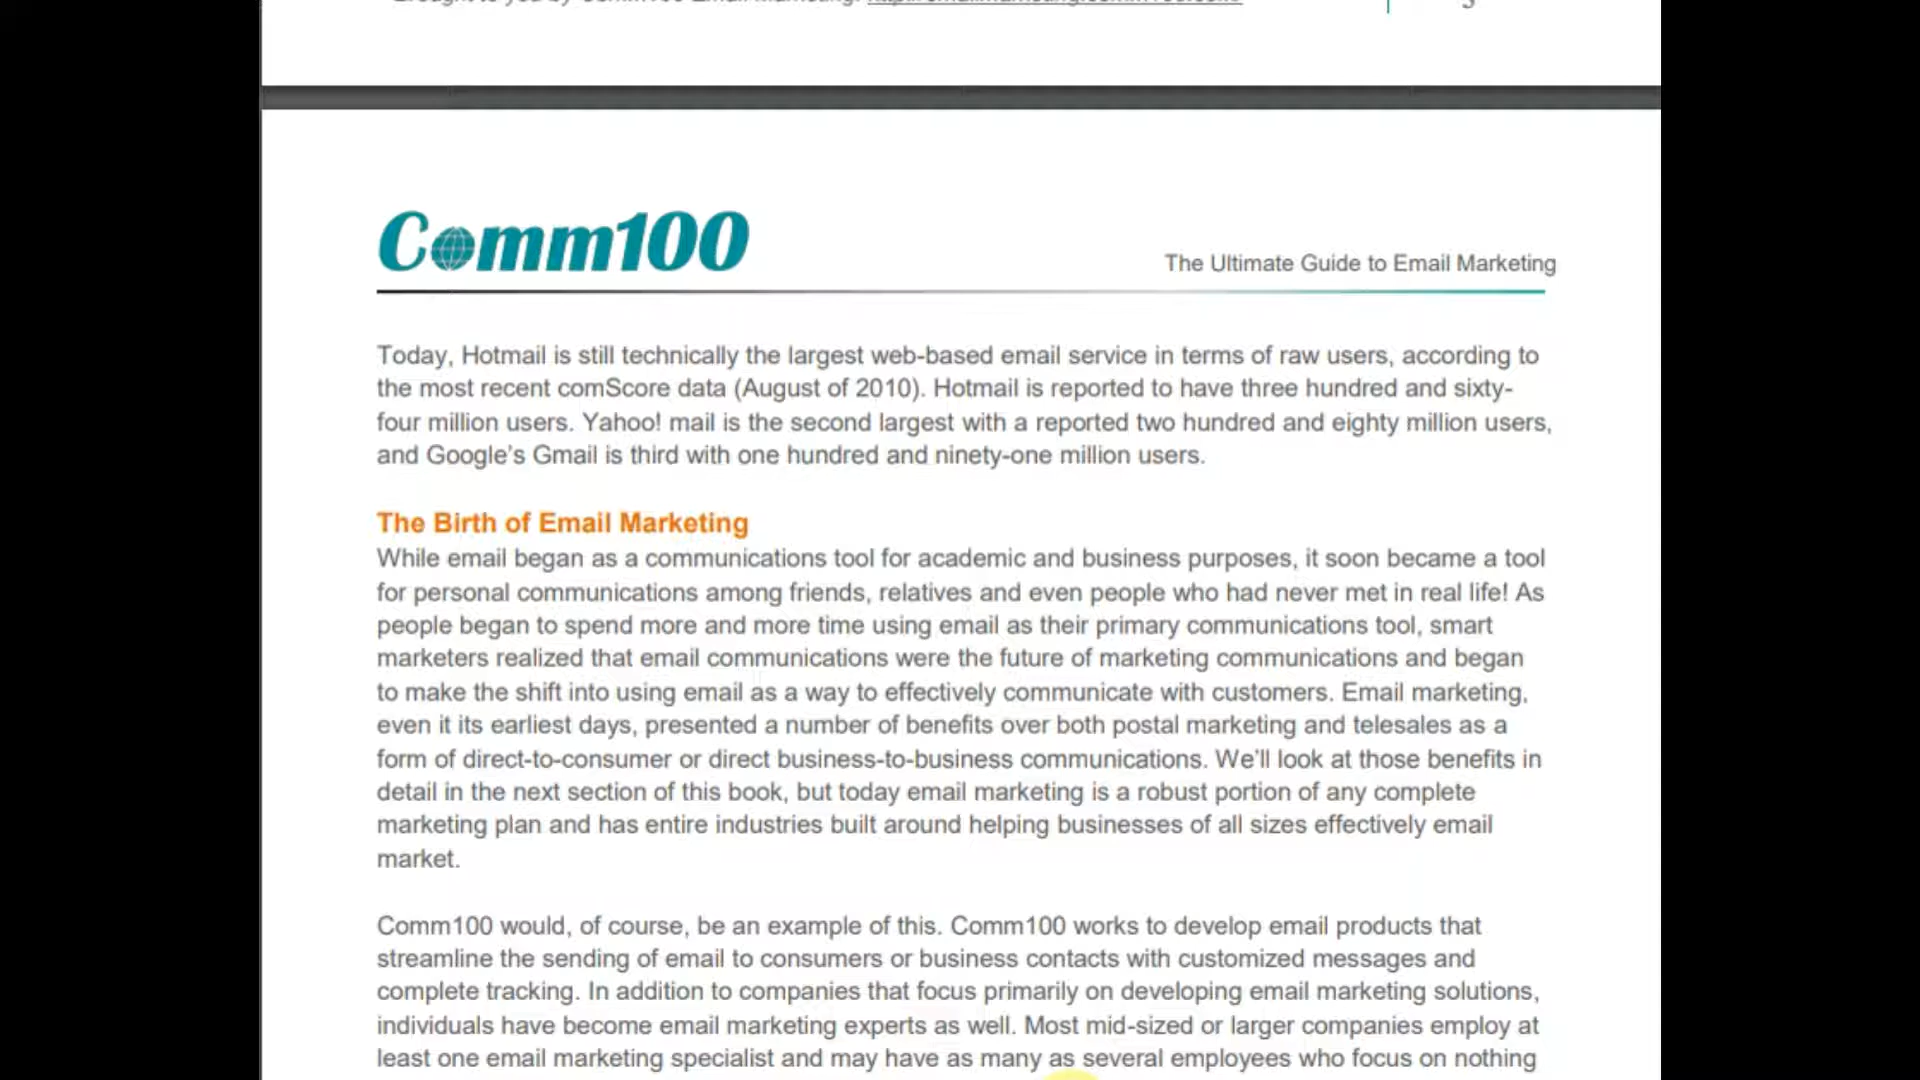 Brought to you by Comm100 Email Marketing:
5
Comm100
The Ultimate Guide to Email Marketing
Today, Hotmail is still technically the largest web-based email service in terms of raw users, according to
the most recent comScore data (August of 2010). Hotmail is reported to have three hundred and sixty-
four million users. Yahoo! mail is the second largest with a reported two hundred and eighty million users,
and Google’s Gmail is third with one hundred and ninety-one million users.
The Birth of Email Marketing
While email began as a communications tool for academic and business purposes, it soon became a tool
for personal communications among friends, relatives and even people who had never met in real life! As
people began to spend more and more time using email as their primary communications tool, smart
marketers realized that email communications were the future of marketing communications and began
to make the shift into using email as a way to effectively communicate with customers. Email marketing,
even it its earliest days, presented a number of benefits over both postal marketing and telesales as a
form of direct-to-consumer or direct business-to-business communications. We’ll look at those benefits in
detail in the next section of this book, but today email marketing is a robust portion of any complete
marketing plan and has entire industries built around helping businesses of all sizes effectively email
market.
Comm100 would, of course, be an example of this. Comm100 works to develop email products that
streamline the sending of email to consumers or business contacts with customized messages and
complete tracking. In addition to companies that focus primarily on developing email marketing solutions,
individuals have become email marketing experts as well. Most mid-sized or larger companies employ at
least one email marketing specialist and may have as many as several employees who focus on nothing